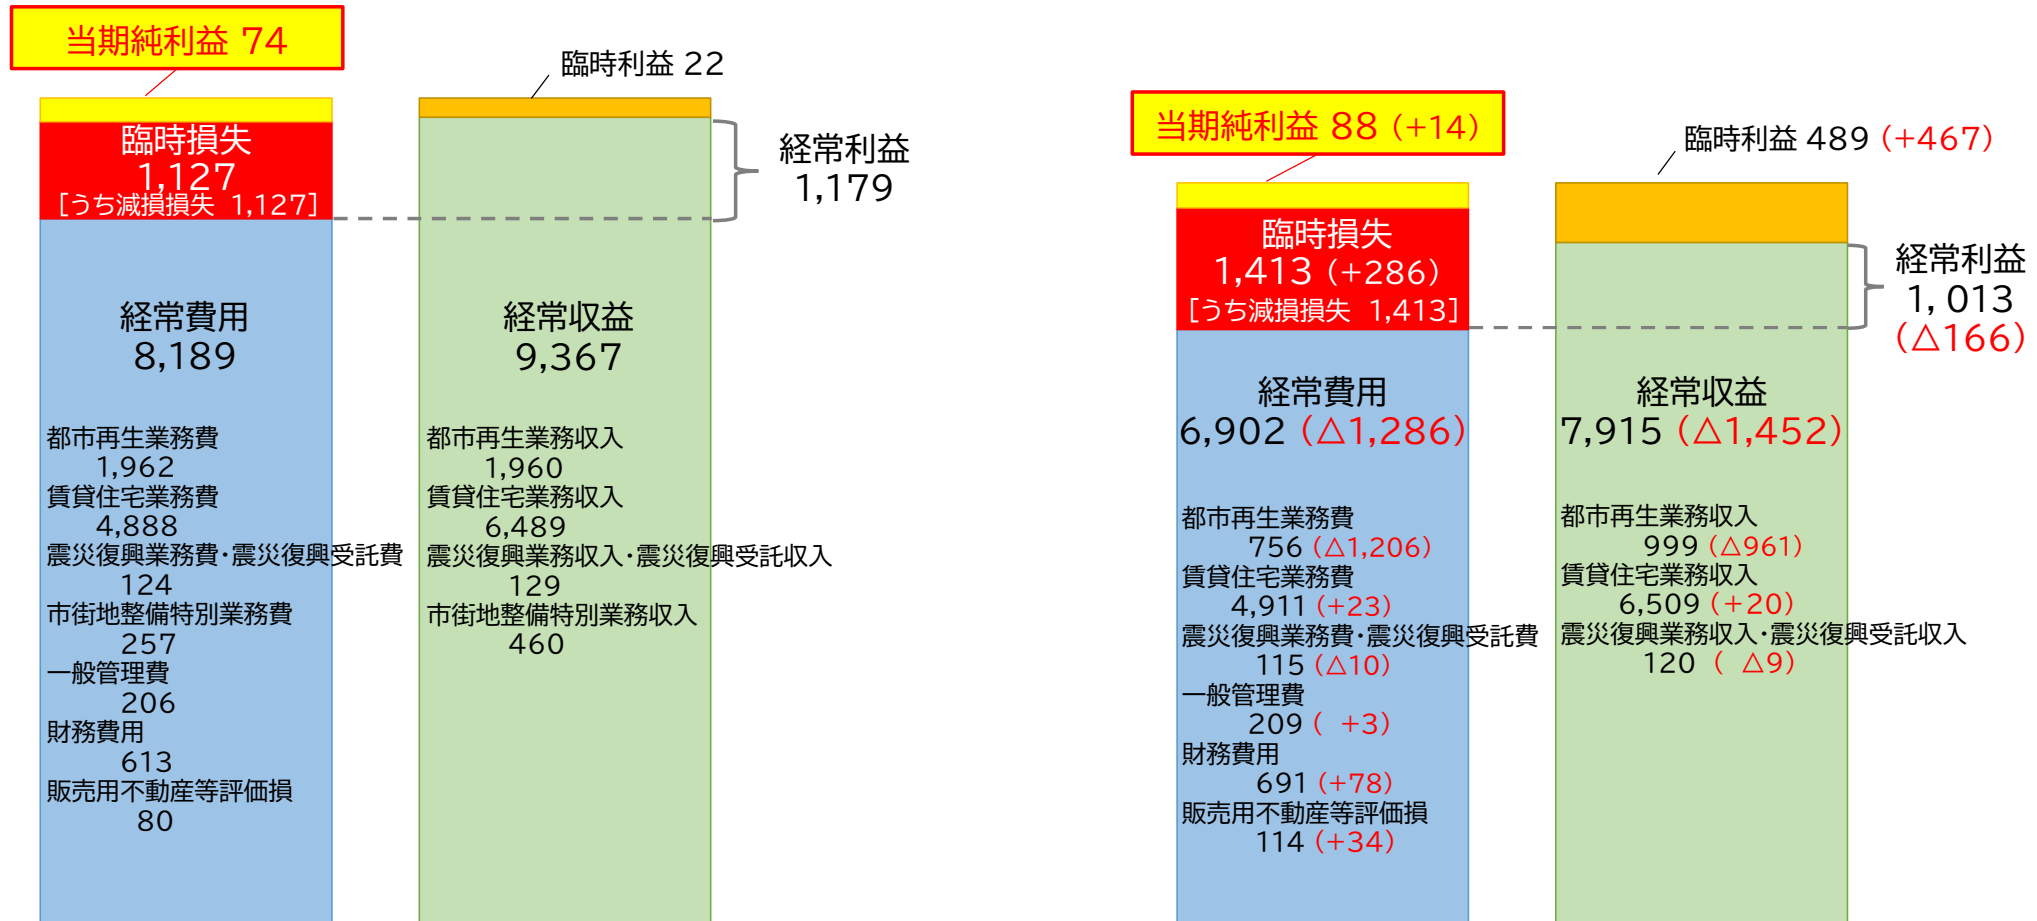 当期純利益 74
臨時利益 22
臨時損失
1,127
[うち減損損失 1,127]
経常利益
1,179
経常費用
8,189
経常収益
9,367
都市再生業務費
1,962
賃貸住宅業務費
4,888
震災復興業務費・震災復興受託費
124
市街地整備特別業務費
257
一般管理費
206
財務費用
613
販売用不動産等評価損
80
都市再生業務収入
1,960
賃貸住宅業務収入
6,489
震災復興業務収入・震災復興受託収入
129
市街地整備特別業務収入
460
当期純利益 88 (+14)
臨時利益 489 (+467)
臨時損失
1,413 (+286)
[うち減損損失 1,413]
経常利益
1,013
(△166)
経常費用
6,902 (△1,286)
経常収益
7,915 (△1,452)
都市再生業務費
756 (△1,206)
賃貸住宅業務費
4,911 (+23)
震災復興業務費・震災復興受託費
115 (△10)
一般管理費
209 ( +3)
財務費用
691 (+78)
販売用不動産等評価損
114 (+34)
都市再生業務収入
999 (△961)
賃貸住宅業務収入
6,509 (+20)
震災復興業務収入・震災復興受託収入
120 ( △9)